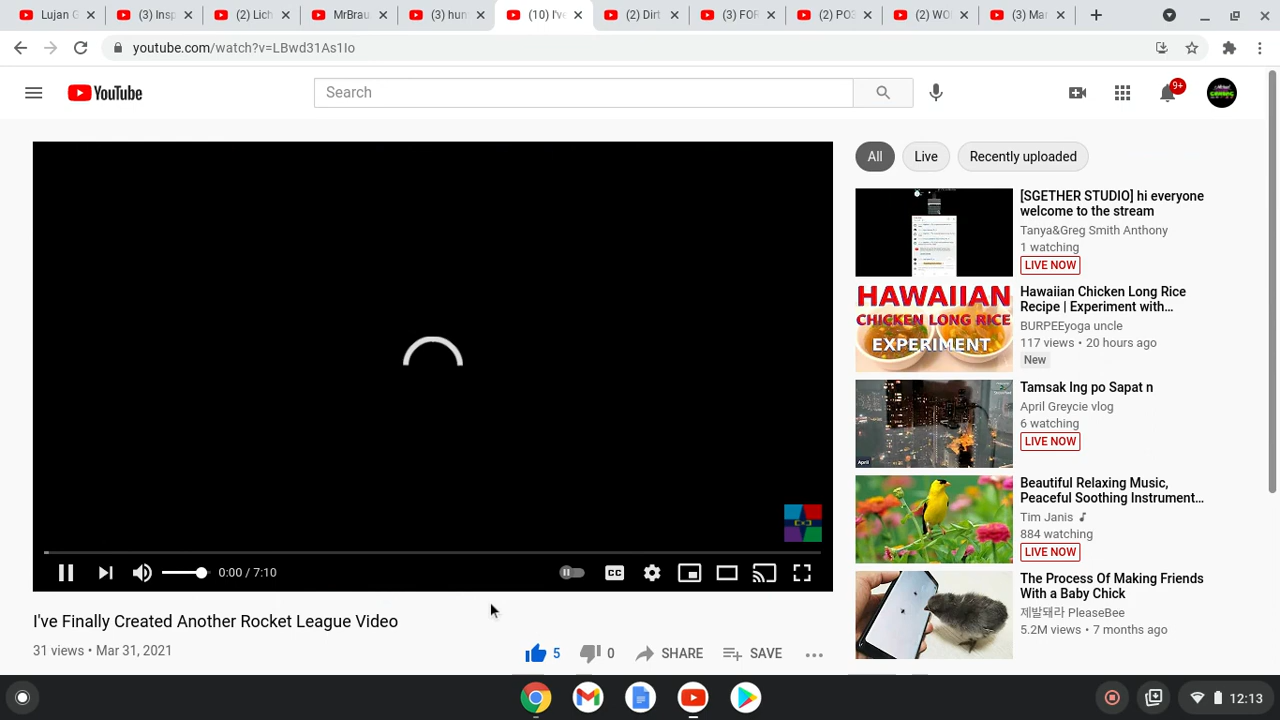 Lujan G
(3) Insp
(2) Lich
MrBrau
(3) hum
(10) I've
(2) Dirt
(3) FOR
(2) PO3
(2) WO
(3) Mar
youtube.com/watch?v=LBwd31As1Io
YouTube
Search
9+
All
Live
Recently uploaded
[SGETHER STUDIO] hi everyone
welcome to the stream
Tanya&Greg Smith Anthony
1 watching
LIVE NOW
HAWAIIAN
CHICKEN LONG RICE
EXPERIMENT
Hawaiian Chicken Long Rice
Recipe | Experiment with…
BURPEEyoga uncle
117 views • 20 hours ago
New
April
Tamsak Ing po Sapat n
April Greycie vlog
6 watching
LIVE NOW
Beautiful Relaxing Music,
Peaceful Soothing Instrument…
Tim Janis
884 watching
LIVE NOW
The Process Of Making Friends
With a Baby Chick
제발돼라 PleaseBee
5.2M views • 7 months ago
0:00 / 7:10
CC
I've Finally Created Another Rocket League Video
31 views • Mar 31, 2021
5
0
SHARE
SAVE
12:13